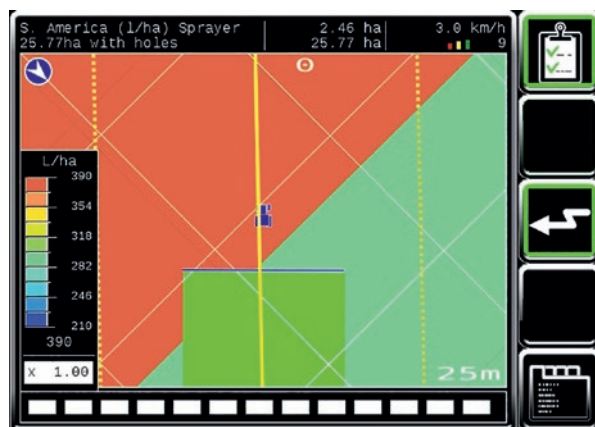 S. America (l/ha) Sprayer 2.46 ha 3.0 km/h
25.77ha with holes 25.77 ha 9
L/ha
390
354
318
282
246
210
390
x 1.00
25m